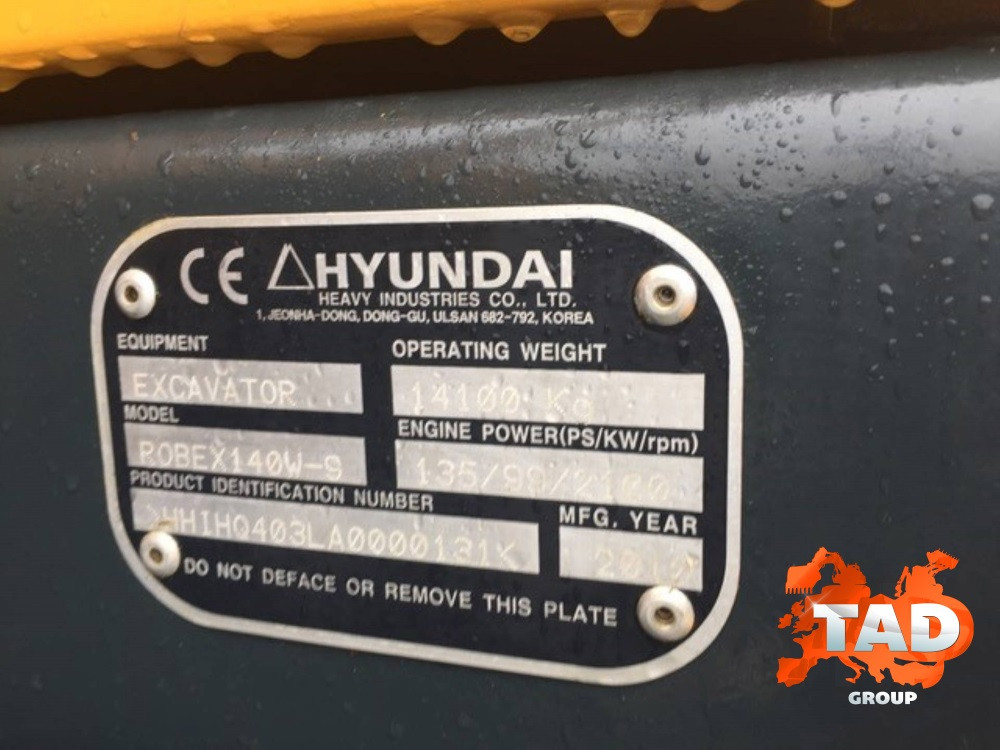 CE HYUNDAI
HEAVY INDUSTRIES CO., LTD.
1, JEONHA-DONG, DONG-GU, ULSAN 682-792, KOREA
EQUIPMENT
EXCAVATOR
OPERATING WEIGHT
14100 Kg
MODEL
ROBEX140W-9
ENGINE POWER(PS/KW/rpm)
135/99/2100
PRODUCT IDENTIFICATION NUMBER
HHIHQ403LA0000131K
MFG. YEAR
DO NOT DEFACE OR REMOVE THIS PLATE
TAD
GROUP